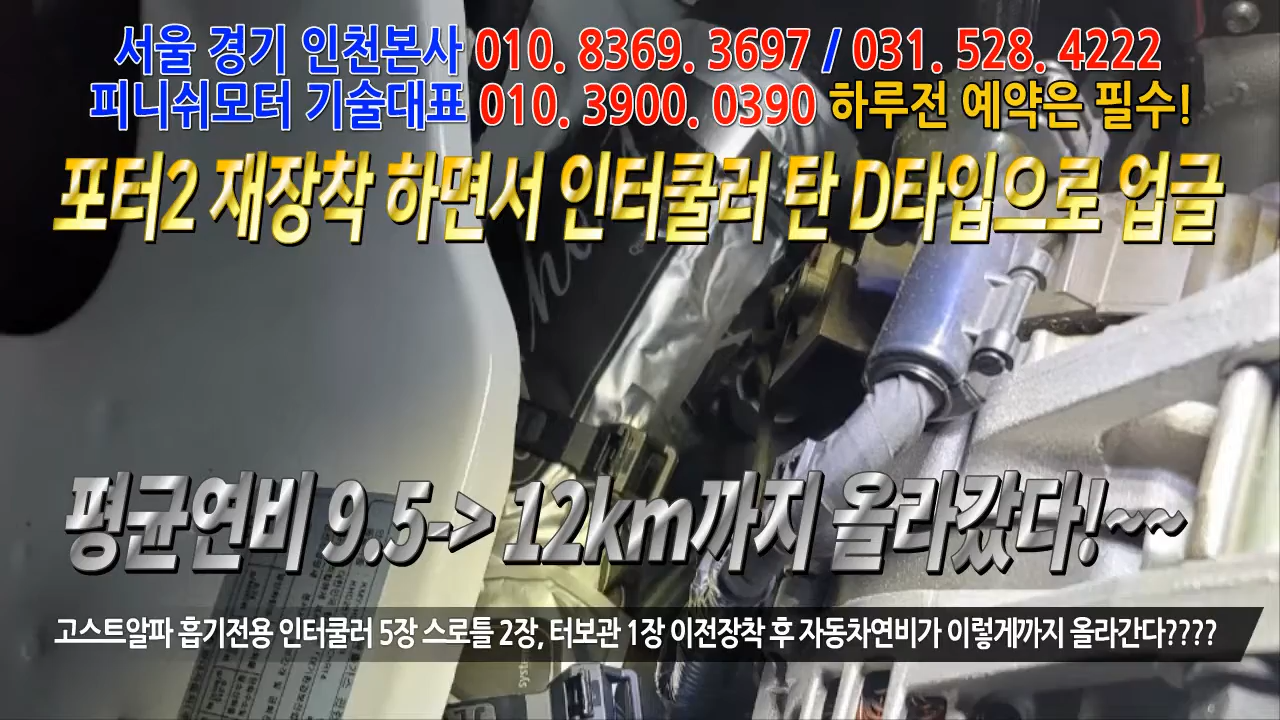 서울 경기 인천본사 010. 8369. 3697 / 031. 528. 4222
피니쉬모터 기술대표 010. 3900. 0390 하루전 예약은 필수!
포터2 재장착 하면서 인터쿨러 탄 D타입으로 업글
평균연비 9.5-> 12km까지 올라갔다!~~
고스트알파 흡기전용 인터쿨러 5장 스로틀 2장, 터보관 1장 이전장착 후 자동차연비가 이렇게까지 올라간다????